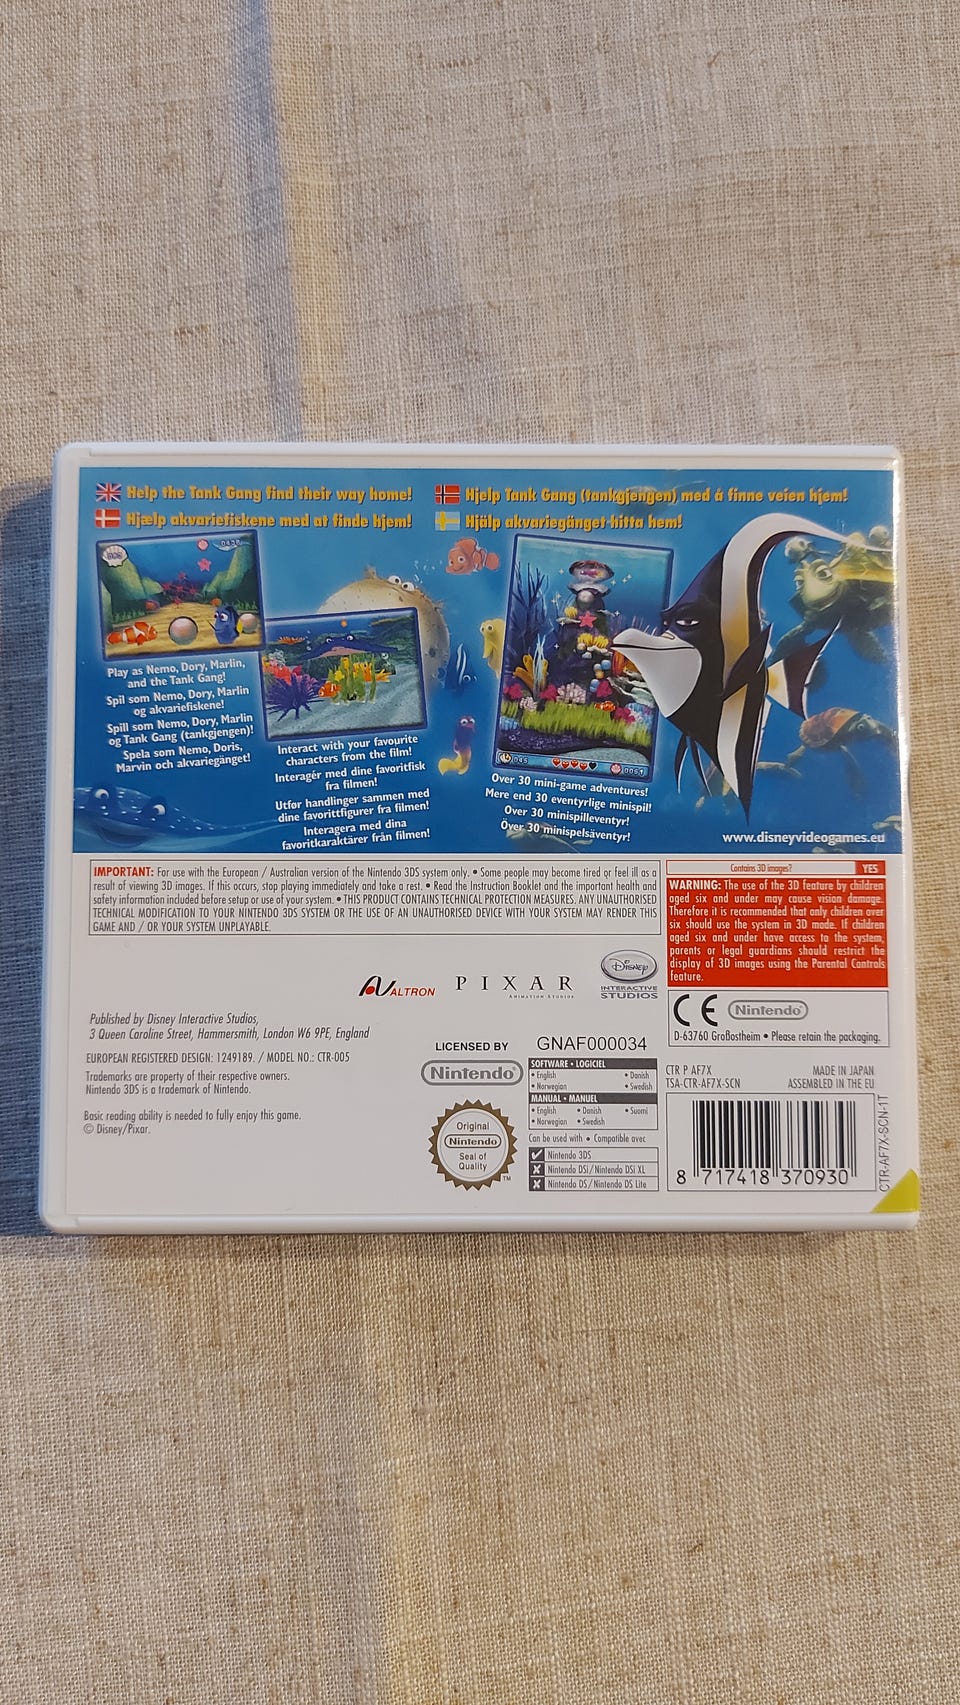 Help the Tank Gang find their way home!
Hjælp akvariefiskene med at finde hjem!
Hjelp Tank Gang (tankgjengen) med å finne veien hjem!
Hjälp akvariegänget hitta hem!
Play as Nemo, Dory, Marlin,
and the Tank Gang!
Spil som Nemo, Dory, Marlin
og akvariefiskene!
Spill som Nemo, Dory, Marlin
og Tank Gang (tankgjengen)!
Spela som Nemo, Doris,
Marvin och akvariegänget!
Interact with your favourite
characters from the film!
Interagér med dine favoritfisk
fra filmen!
Utfør handlinger sammen med
dine favorittfigurer fra filmen!
Interagera med dina
favoritkaraktärer från filmen!
045
0051
Over 30 mini-game adventures!
Mere end 30 eventyrlige minispil!
Over 30 minispilleventyr!
Över 30 minispelsäventyr!
www.disneyvideogames.eu
IMPORTANT: For use with the European / Australian version of the Nintendo 3DS system only. • Some people may become tired or feel ill as a
result of viewing 3D images. If this occurs, stop playing immediately and take a rest. • Read the Instruction Booklet and the important health and
safety information included before setup or use of your system. • THIS PRODUCT CONTAINS TECHNICAL PROTECTION MEASURES. ANY UNAUTHORISED
TECHNICAL MODIFICATION TO YOUR NINTENDO 3DS SYSTEM OR THE USE OF AN UNAUTHORISED DEVICE WITH YOUR SYSTEM MAY RENDER THIS
GAME AND / OR YOUR SYSTEM UNPLAYABLE.
Contains 3D images? YES
WARNING: The use of the 3D feature by children
aged six and under may cause vision damage.
Therefore it is recommended that only children over
six should use the system in 3D mode. If children
aged six and under have access to the system,
parents or legal guardians should restrict the
display of 3D images using the Parental Controls
feature.
ALTRON
PIXAR
ANIMATION STUDIOS
Disney
INTERACTIVE
STUDIOS
CE Nintendo
D-63760 Großostheim • Please retain the packaging.
Published by Disney Interactive Studios,
3 Queen Caroline Street, Hammersmith, London W6 9PE, England
EUROPEAN REGISTERED DESIGN: 1249189. / MODEL NO.: CTR-005
Trademarks are property of their respective owners.
Nintendo 3DS is a trademark of Nintendo.
Basic reading ability is needed to fully enjoy this game.
© Disney/Pixar.
LICENSED BY
Nintendo®
Original
Nintendo
Seal of
Quality
TM
GNAF000034
SOFTWARE • LOGICIEL
• English • Danish
• Norwegian • Swedish
MANUAL • MANUEL
• English • Danish • Suomi
• Norwegian • Swedish
Can be used with • Compatible avec
Nintendo 3DS
Nintendo DSi/Nintendo DSi XL
Nintendo DS/Nintendo DS Lite
CTR P AF7X
TSA-CTR-AF7X-SCN
MADE IN JAPAN
ASSEMBLED IN THE EU
8 717418 370930
CTR-AF7X-SCN-1T